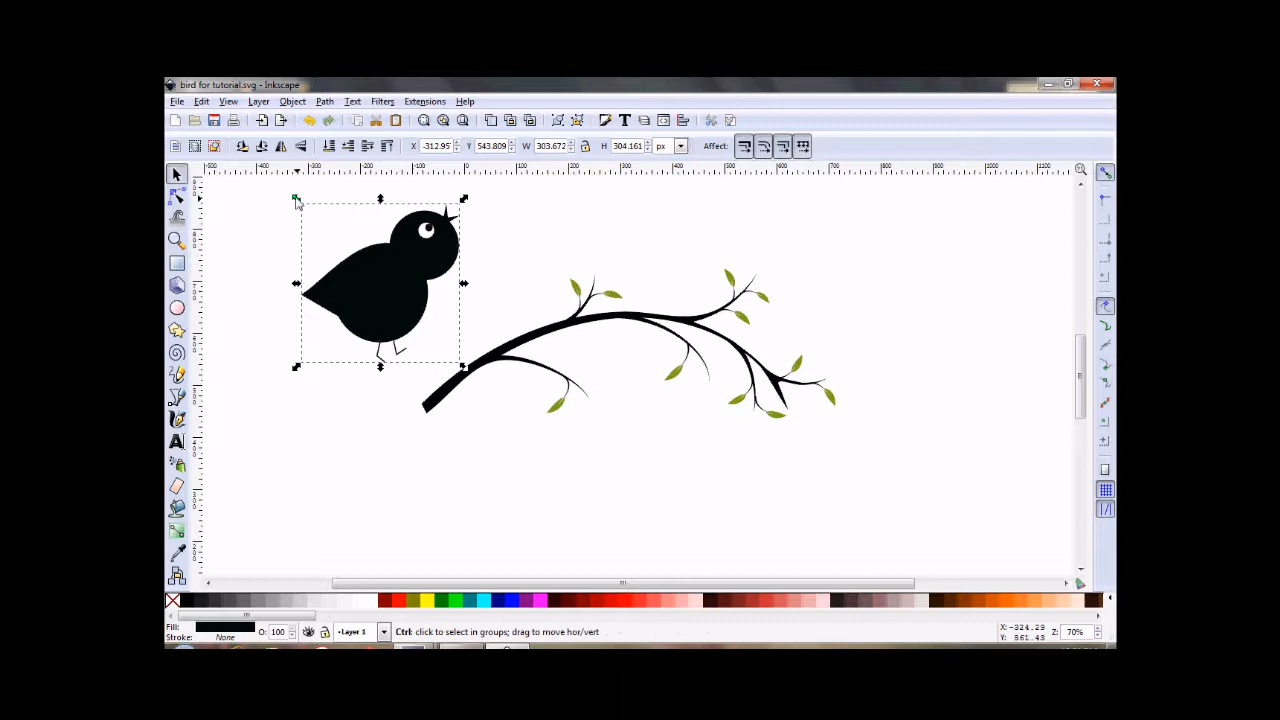 bird for tutorial.svg - Inkscape
File Edit View Layer Object Path Text Filters Extensions Help
X -312.95 Y 543.809 W 303.672 H 304.161 px Affect:
Fill:
Stroke: None O: 100 Layer 1 Ctrl: click to select in groups; drag to move hor/vert X: -324.29 Y: 861.43 Z: 70%